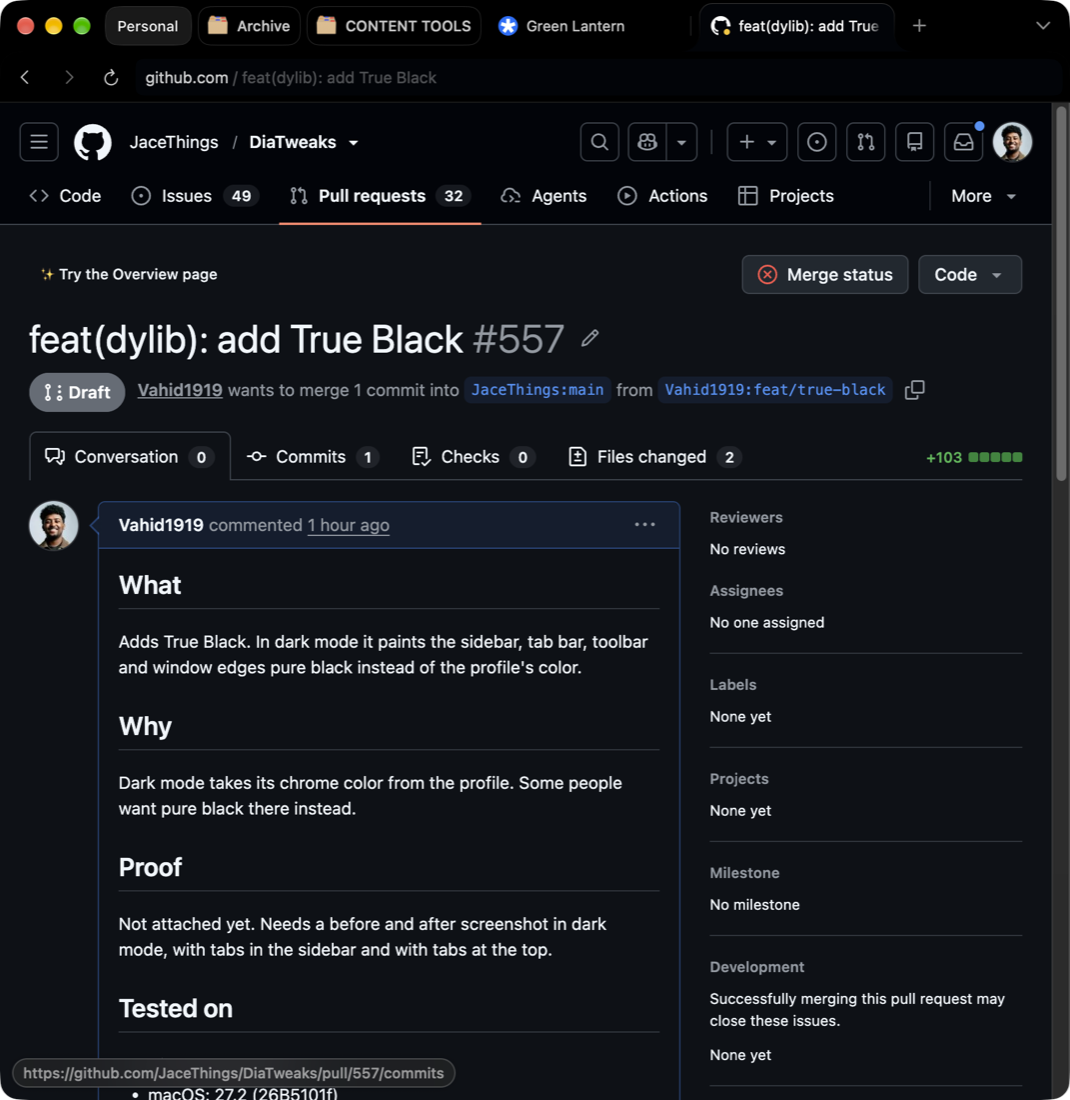 Personal
Archive
CONTENT TOOLS
Green Lantern
feat(dylib): add True
github.com / feat(dylib): add True Black
JaceThings / DiaTweaks
Code
Issues 49
Pull requests 32
Agents
Actions
Projects
More
✨ Try the Overview page
Merge status
Code
feat(dylib): add True Black #557
Draft
Vahid1919 wants to merge 1 commit into JaceThings:main from Vahid1919:feat/true-black
Conversation 0
Commits 1
Checks 0
Files changed 2
+103
Vahid1919 commented 1 hour ago
What
Adds True Black. In dark mode it paints the sidebar, tab bar, toolbar
and window edges pure black instead of the profile's color.
Why
Dark mode takes its chrome color from the profile. Some people
want pure black there instead.
Proof
Not attached yet. Needs a before and after screenshot in dark
mode, with tabs in the sidebar and with tabs at the top.
Tested on
• macOS: 27.2 (26B5101f)
Reviewers
No reviews
Assignees
No one assigned
Labels
None yet
Projects
None yet
Milestone
No milestone
Development
Successfully merging this pull request may
close these issues.
None yet
https://github.com/JaceThings/DiaTweaks/pull/557/commits